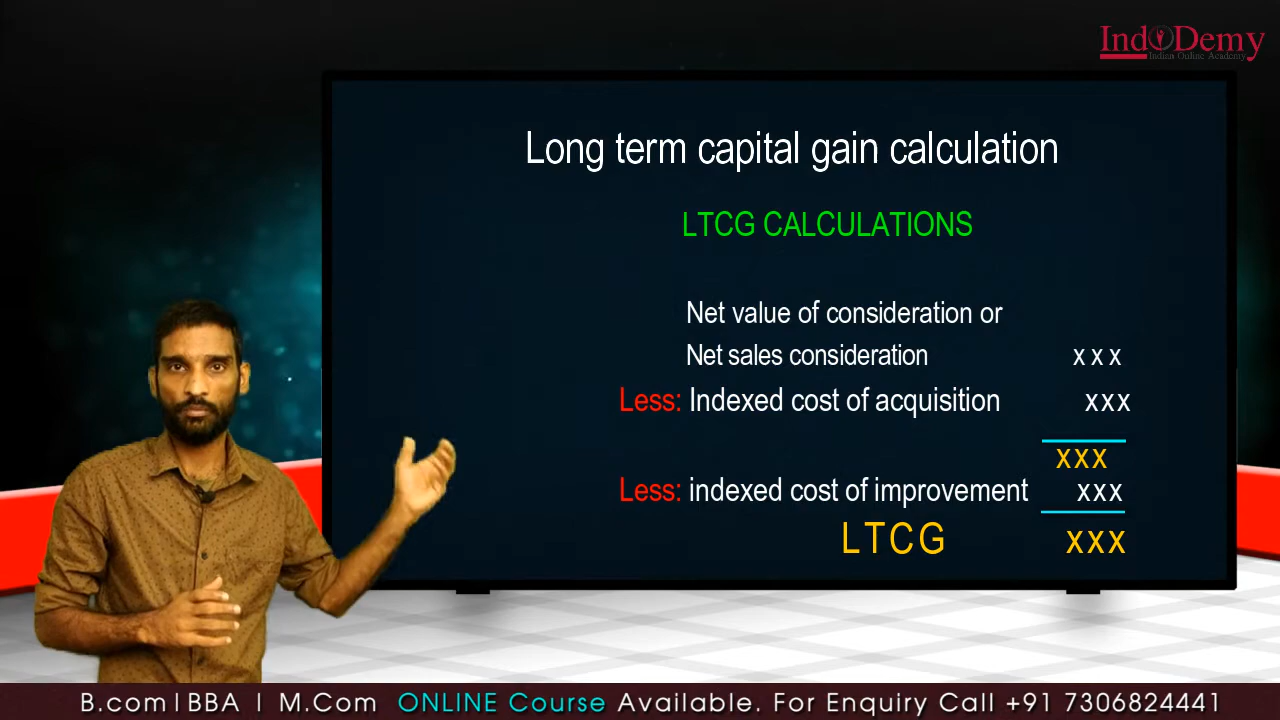 IndoDemy
Indian Online Academy
Long term capital gain calculation
LTCG CALCULATIONS
Net value of consideration or
Net sales consideration x x x
Less: Indexed cost of acquisition xxx
xxx
Less: indexed cost of improvement xxx
LTCG xxx
B.com|BBA | M.Com ONLINE Course Available. For Enquiry Call +91 7306824441